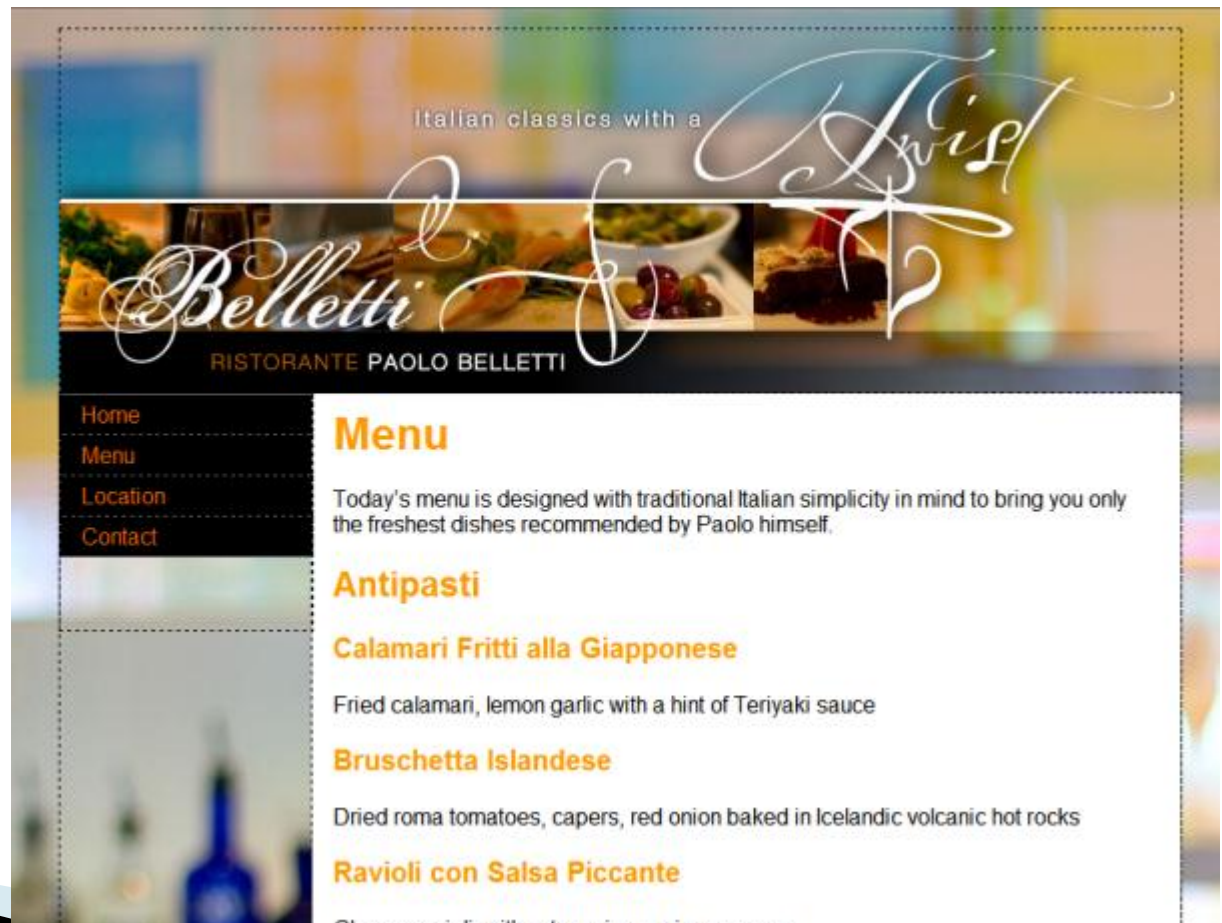 Italian classics with a Twist
Belletti
RISTORANTE PAOLO BELLETTI
Home
Menu
Location
Contact
Menu
Today's menu is designed with traditional Italian simplicity in mind to bring you only
the freshest dishes recommended by Paolo himself.
Antipasti
Calamari Fritti alla Giapponese
Fried calamari, lemon garlic with a hint of Teriyaki sauce
Bruschetta Islandese
Dried roma tomatoes, capers, red onion baked in Icelandic volcanic hot rocks
Ravioli con Salsa Piccante